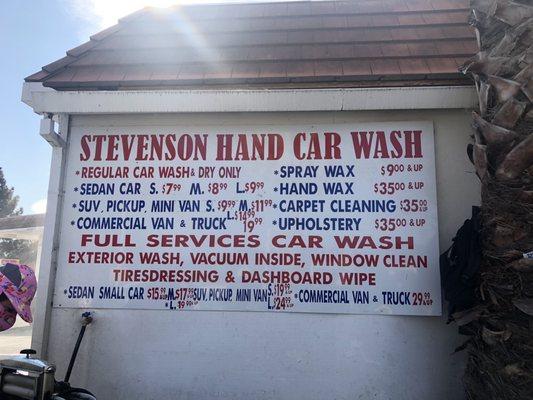 STEVENSON HAND CAR WASH
*REGULAR CAR WASH & DRY ONLY *SPRAY WAX $9.00 & UP
*SEDAN CAR S. $7.99 M. $8.99 L. $9.99 *HAND WAX $35.00 & UP
*SUV, PICKUP, MINI VAN S. $9.99 M. $11.99 L. $14.99 *CARPET CLEANING $35.00 & UP
*COMMERCIAL VAN & TRUCK 19.99 *UPHOLSTERY $35.00 & UP
FULL SERVICES CAR WASH
EXTERIOR WASH, VACUUM INSIDE, WINDOW CLEAN
TIRESDRESSING & DASHBOARD WIPE
*SEDAN SMALL CAR $15.99 *M. $17.99 *L. 19.99 *SUV, PICKUP, MINI VAN S. $19.99 L. $24.99 *COMMERCIAL VAN & TRUCK 29.99 & UP